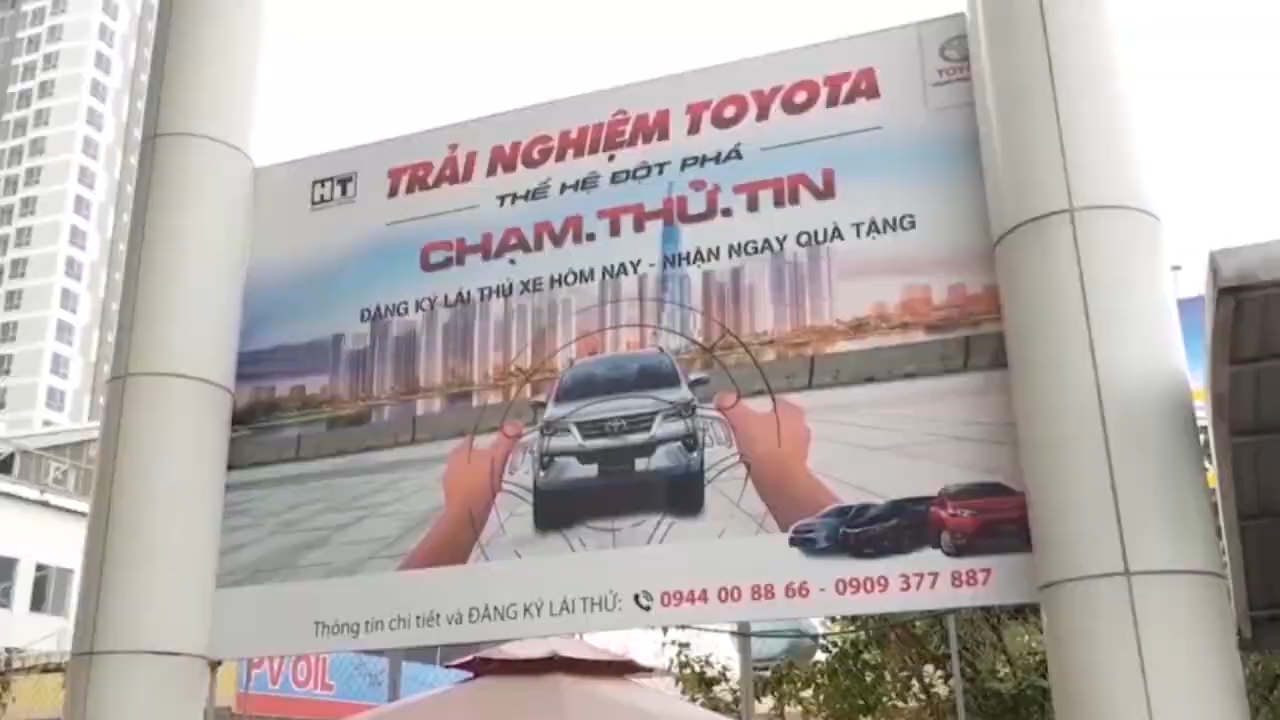 TRẢI NGHIỆM TOYOTA
HT
THẾ HỆ ĐỘT PHÁ
CHẠM.THỬ.TIN
ĐĂNG KÝ LÁI THỬ XE HÔM NAY - NHẬN NGAY QUÀ TẶNG
Thông tin chi tiết và ĐĂNG KÝ LÁI THỬ: 0944 00 88 66 - 0909 377 887
PV OIL